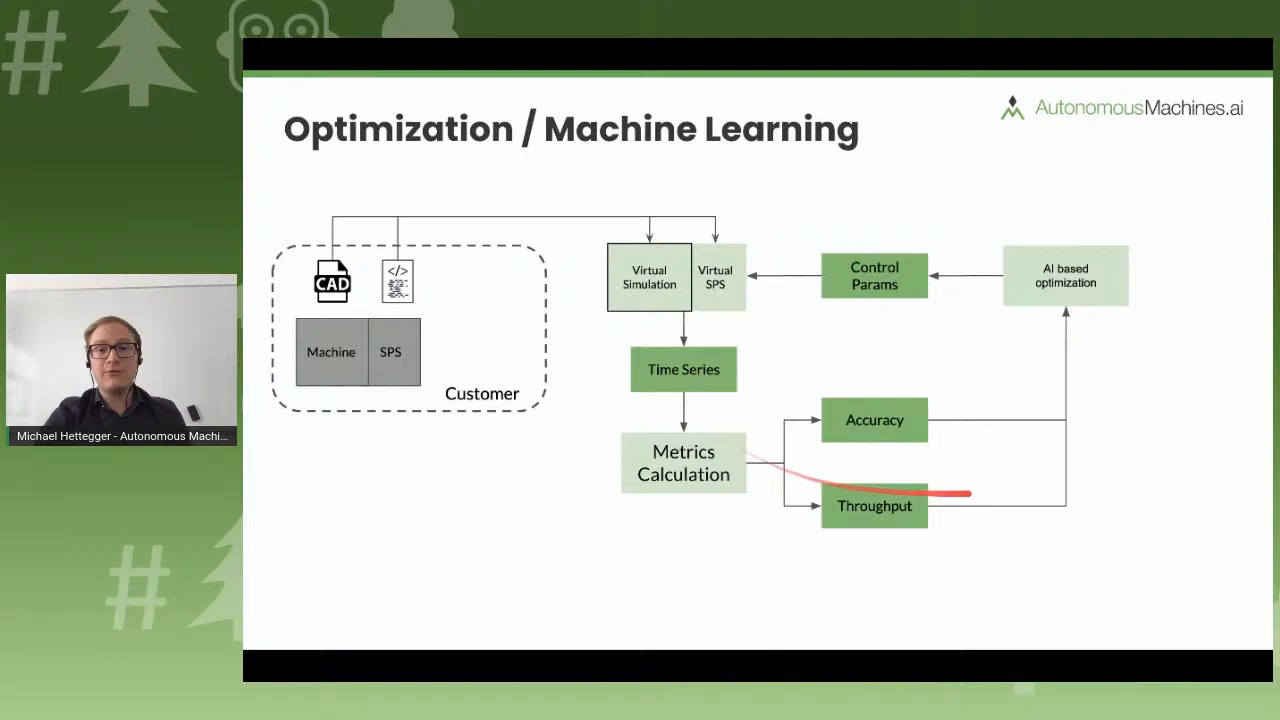 AutonomousMachines.ai
Optimization / Machine Learning
CAD
</>
Machine
SPS
Customer
Virtual
Simulation
Virtual
SPS
Control
Params
AI based
optimization
Time Series
Metrics
Calculation
Accuracy
Throughput
Michael Hettegger - Autonomous Machi...
#
#